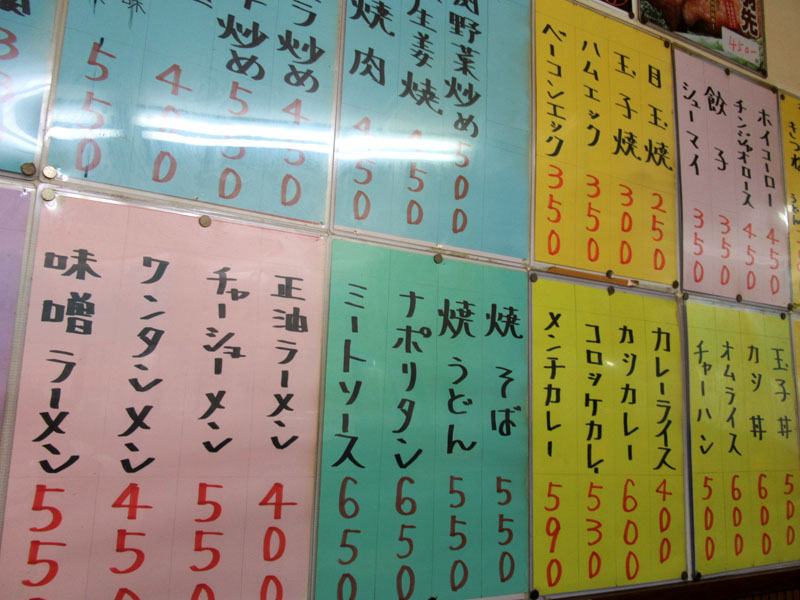 450
ホイコーロー 450
チンジャオロース 450
餃子 350
シューマイ 350
目玉焼 250
玉子焼 300
ハムエッグ 350
ベーコンエッグ 350
野菜炒め 500
生姜焼 450
焼肉 450
炒め 450
炒め 550
400
550
玉子丼 500
カツ丼 600
オムライス 600
チャーハン 500
カレーライス 400
カツカレー 600
コロッケカレー 530
メンチカレー 590
焼そば 550
焼うどん 550
ナポリタン 650
ミートソース 650
正油ラーメン 400
チャーシューメン 550
ワンタンメン 450
味噌ラーメン 55